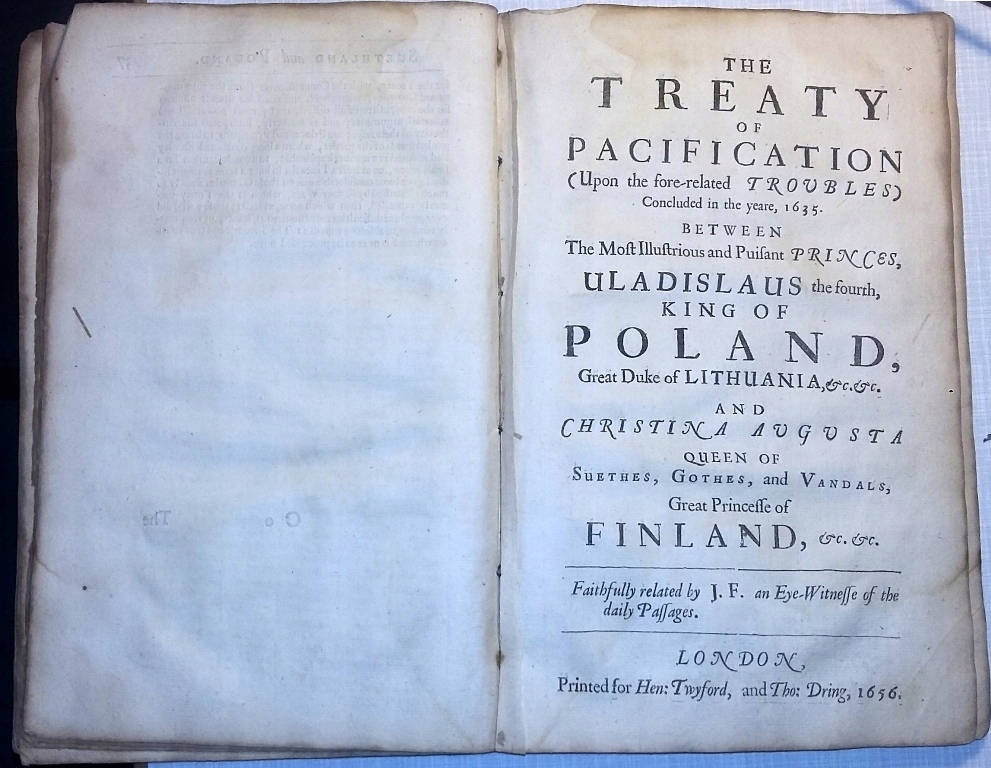 THE
TREATY
OF
PACIFICATION
(Upon the fore-related TROVBLES)
Concluded in the yeare, 1635.
BETWEEN
The Moſt Illuſtrious and Puiſant PRINCES,
ULADISLAUS the fourth,
KING OF
POLAND,
Great Duke of LITHUANIA, &c. &c.
AND
CHRISTINA AVGVSTA
QUEEN OF
SUETHES, GOTHES, and VANDALS,
Great Princeſſe of
FINLAND, &c. &c.
Faithfully related by J. F. an Eye-Witneſſe of the
daily Paſſages.
LONDON,
Printed for Hen: Twyford, and Tho: Dring, 1656.